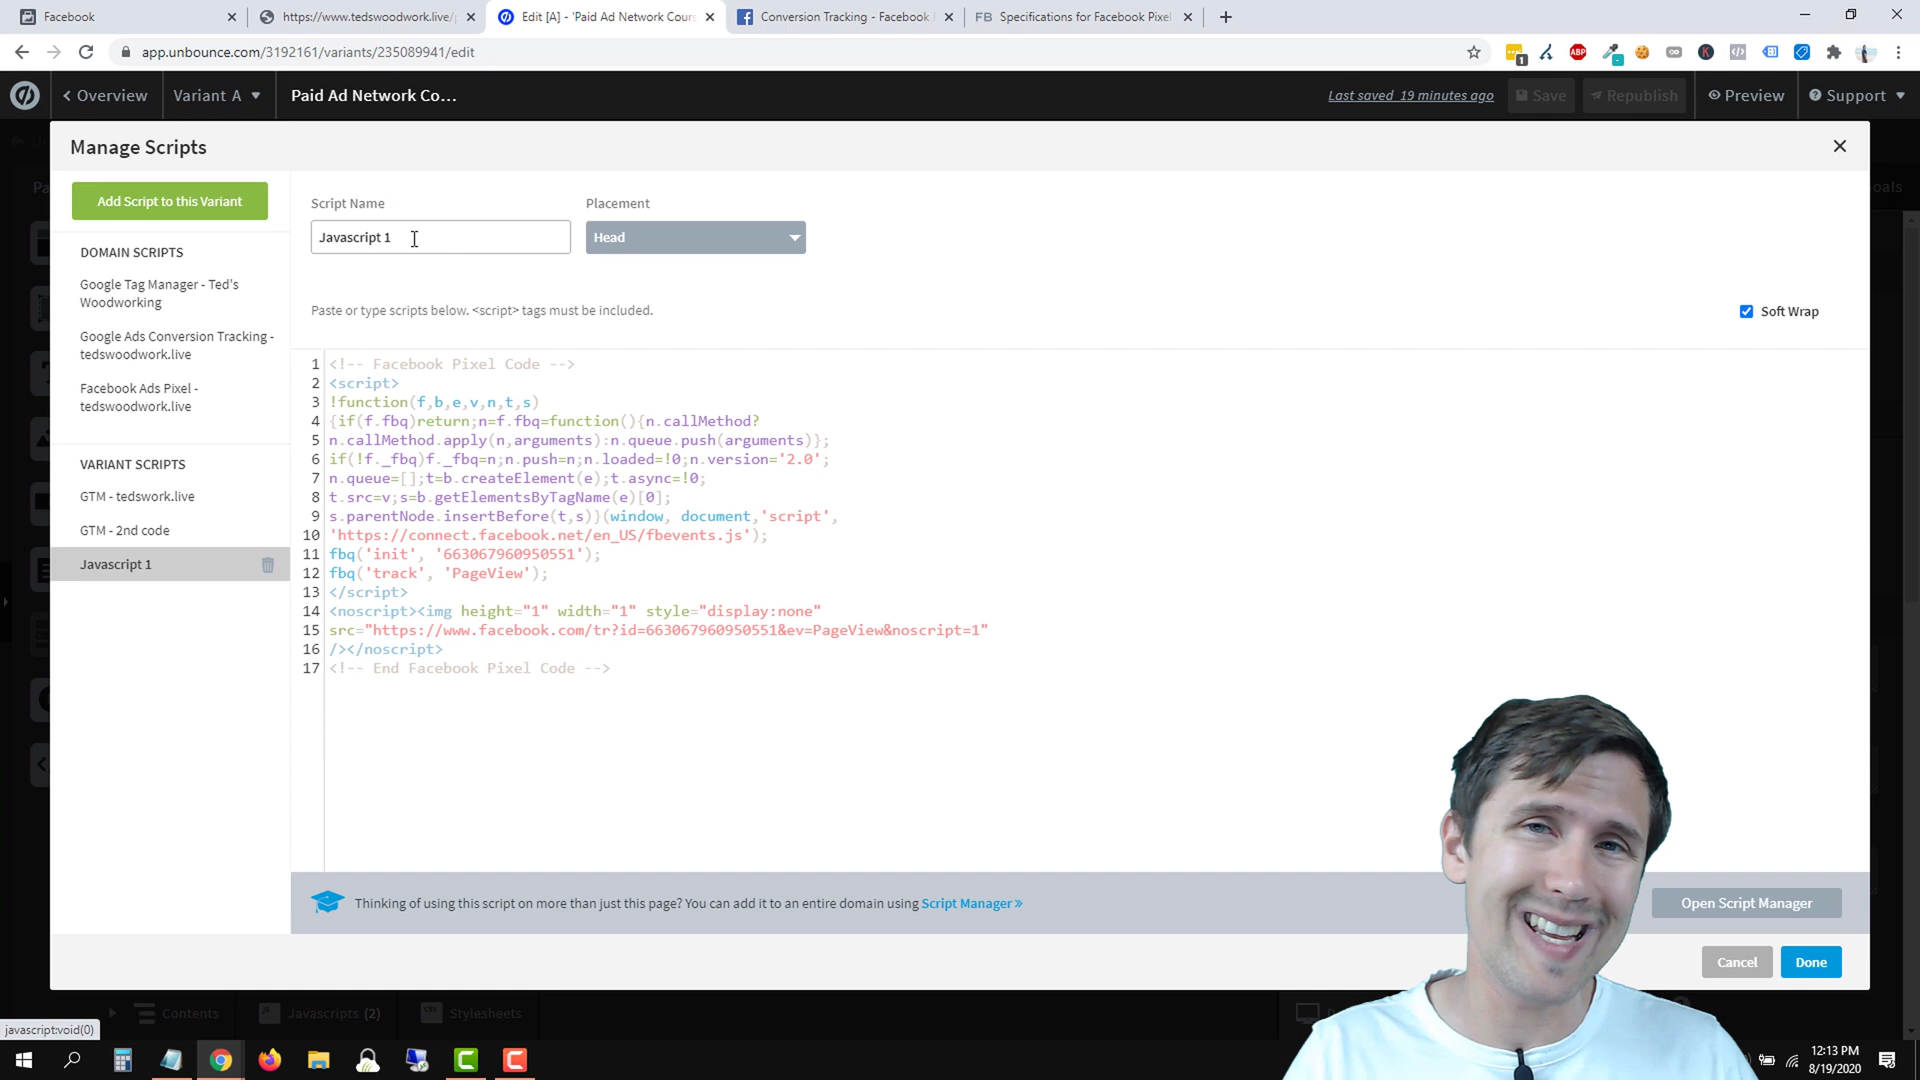 Facebook
https://www.tedswoodwork.live/p
Edit [A] - 'Paid Ad Network Cours
Conversion Tracking - Facebook
FB Specifications for Facebook Pixel
app.unbounce.com/3192161/variants/235089941/edit
Overview
Variant A
Paid Ad Network Co...
Last saved 19 minutes ago
Save
Republish
Preview
Support
Manage Scripts
Add Script to this Variant
DOMAIN SCRIPTS
Google Tag Manager - Ted's
Woodworking
Google Ads Conversion Tracking -
tedswoodwork.live
Facebook Ads Pixel -
tedswoodwork.live
VARIANT SCRIPTS
GTM - tedswork.live
GTM - 2nd code
Javascript 1
Script Name
Placement
Javascript 1
Head
Paste or type scripts below. <script> tags must be included.
Soft Wrap
1 <!-- Facebook Pixel Code -->
2 <script>
3 !function(f,b,e,v,n,t,s)
4 {if(f.fbq)return;n=f.fbq=function(){n.callMethod?
5 n.callMethod.apply(n,arguments):n.queue.push(arguments)};
6 if(!f._fbq)f._fbq=n;n.push=n;n.loaded=!0;n.version='2.0';
7 n.queue=[];t=b.createElement(e);t.async=!0;
8 t.src=v;s=b.getElementsByTagName(e)[0];
9 s.parentNode.insertBefore(t,s)}(window, document,'script',
10 'https://connect.facebook.net/en_US/fbevents.js');
11 fbq('init', '663067960950551');
12 fbq('track', 'PageView');
13 </script>
14 <noscript><img height="1" width="1" style="display:none"
15 src="https://www.facebook.com/tr?id=663067960950551&ev=PageView&noscript=1"
16 /></noscript>
17 <!-- End Facebook Pixel Code -->
Thinking of using this script on more than just this page? You can add it to an entire domain using Script Manager »
Open Script Manager
Cancel
Done
Contents
Javascripts (2)
Stylesheets
javascript:void(0)
12:13 PM
8/19/2020